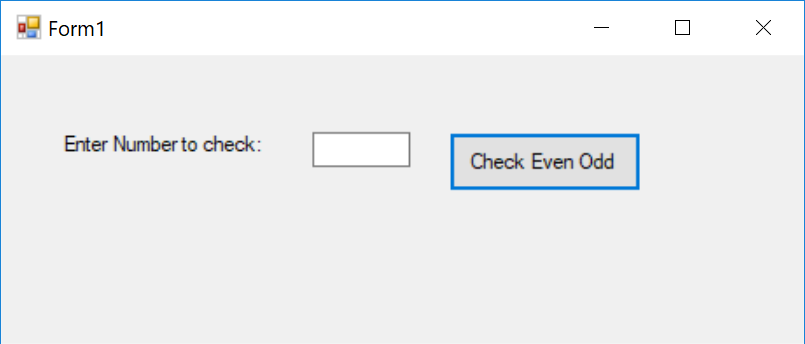 Form1
Enter Number to check:
Check Even Odd